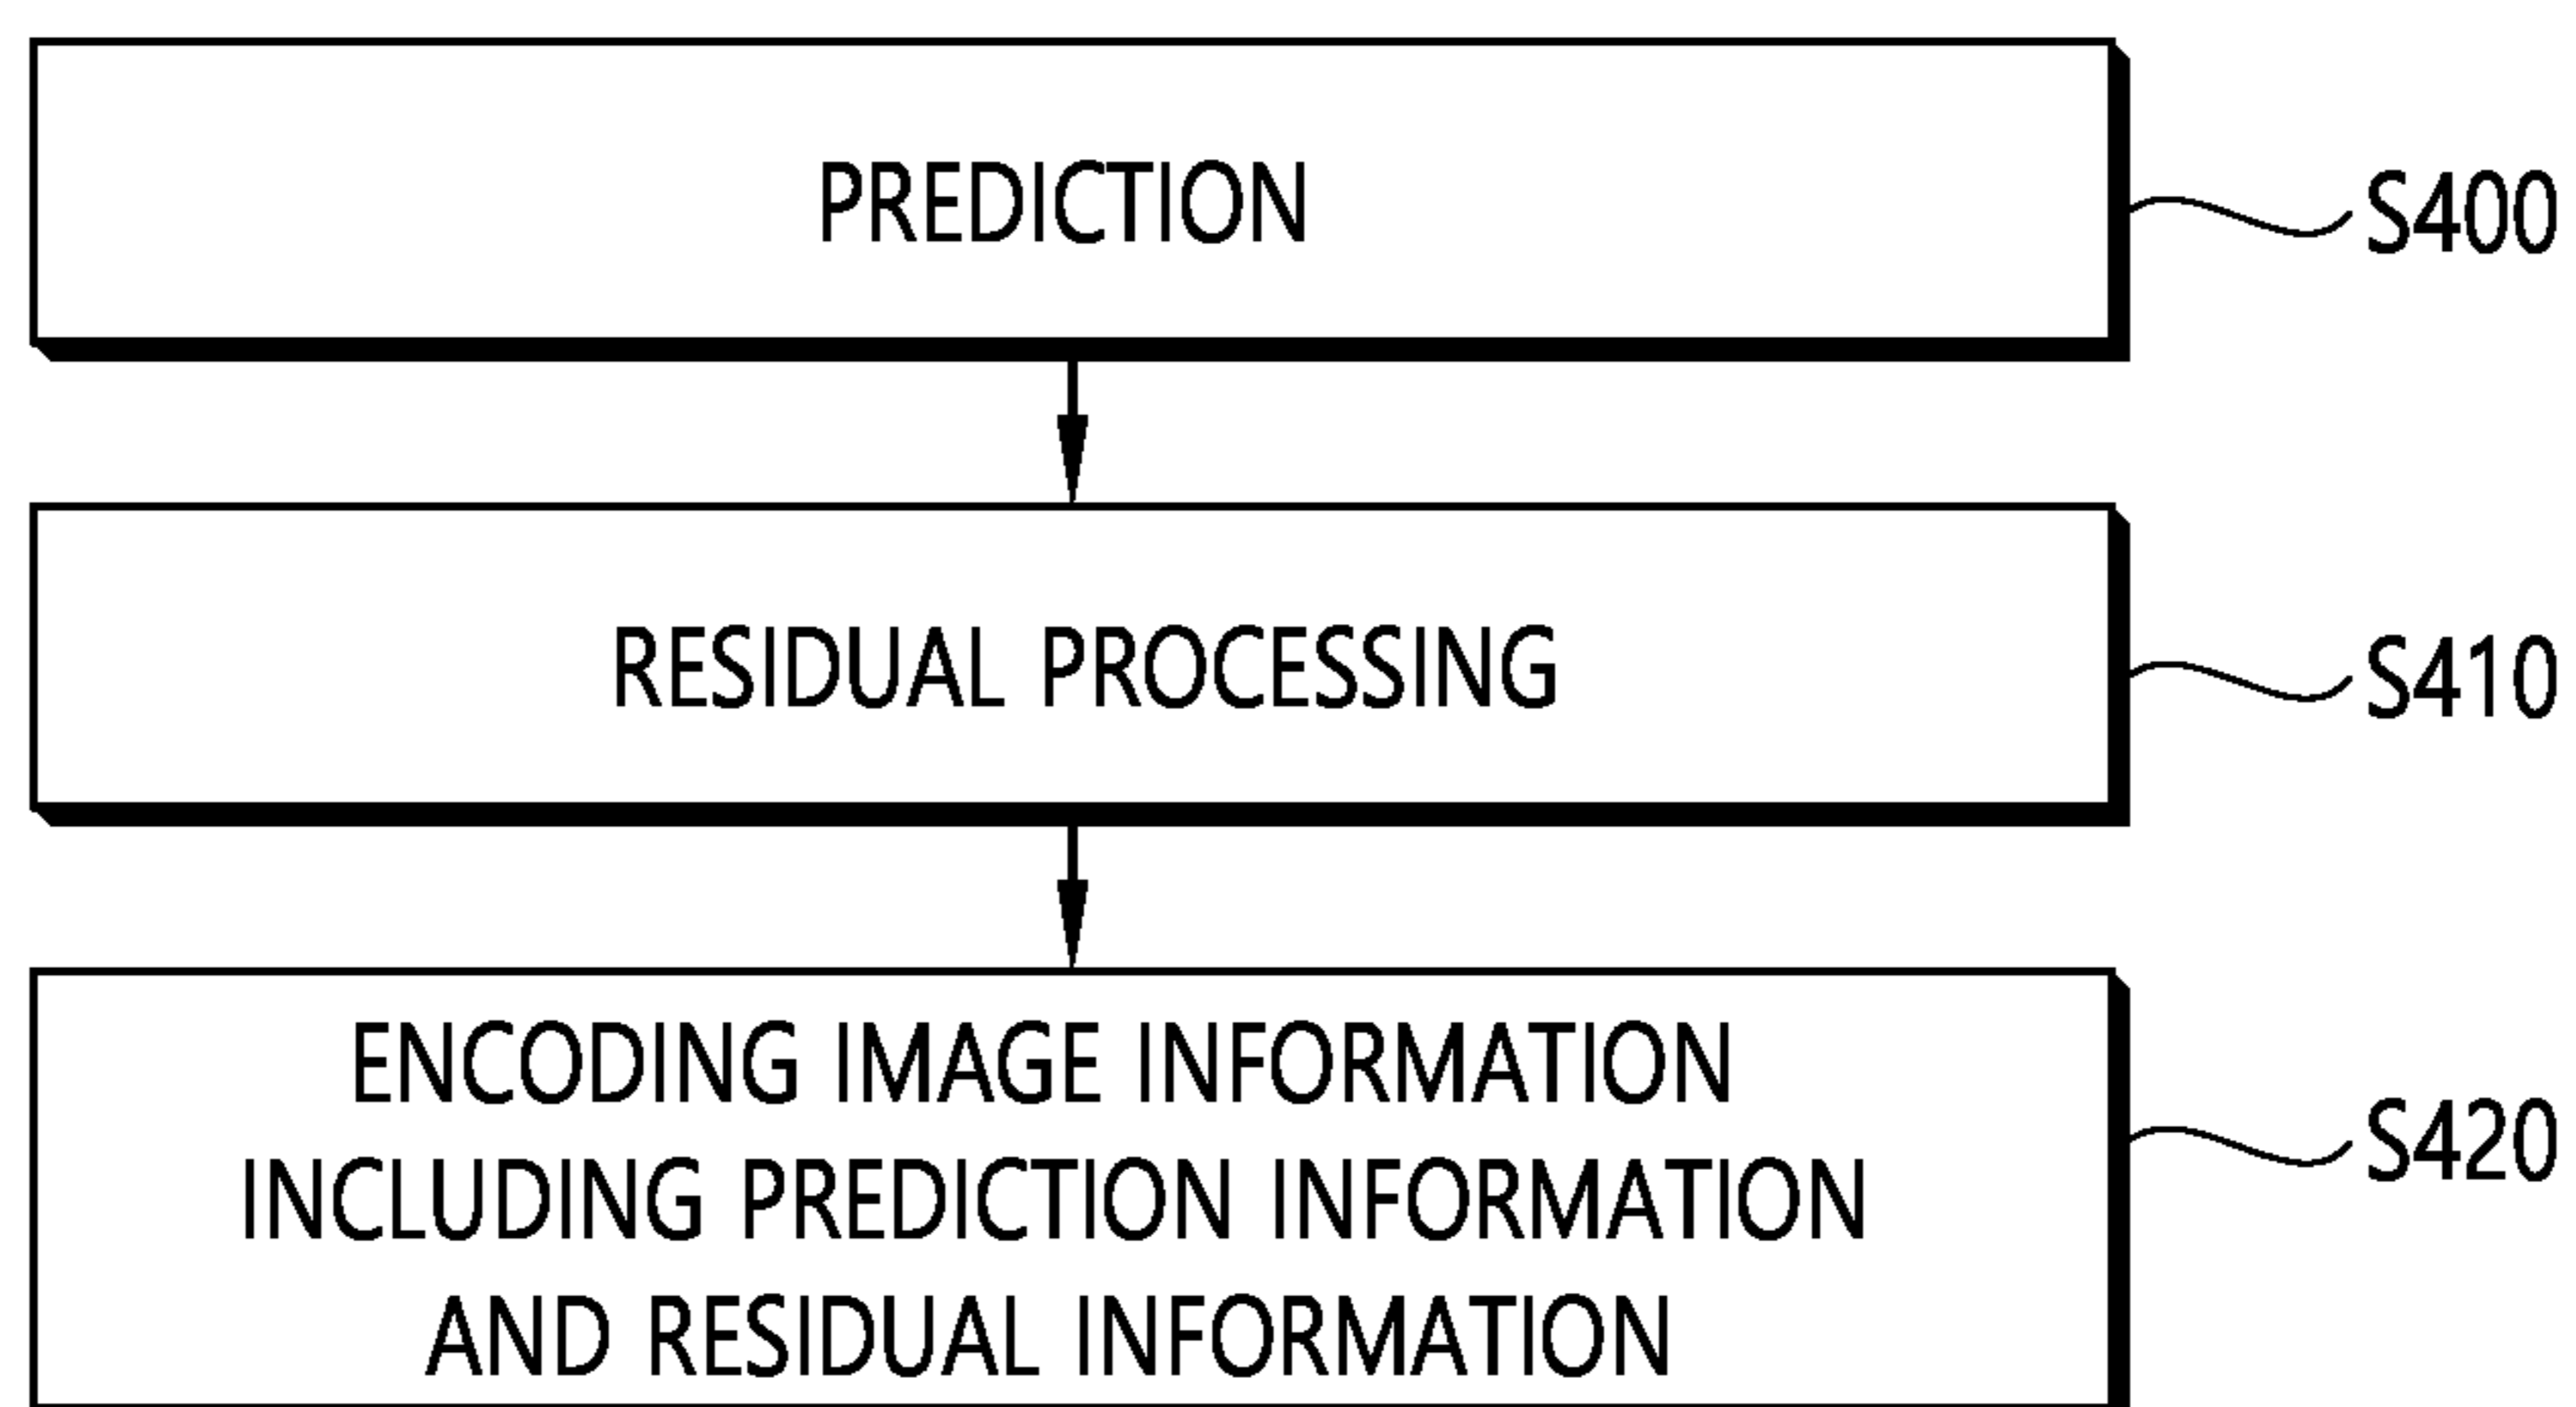 PREDICTION
S400
RESIDUAL PROCESSING
S410
ENCODING IMAGE INFORMATION
INCLUDING PREDICTION INFORMATION
S420
AND RESIDUAL INFORMATION